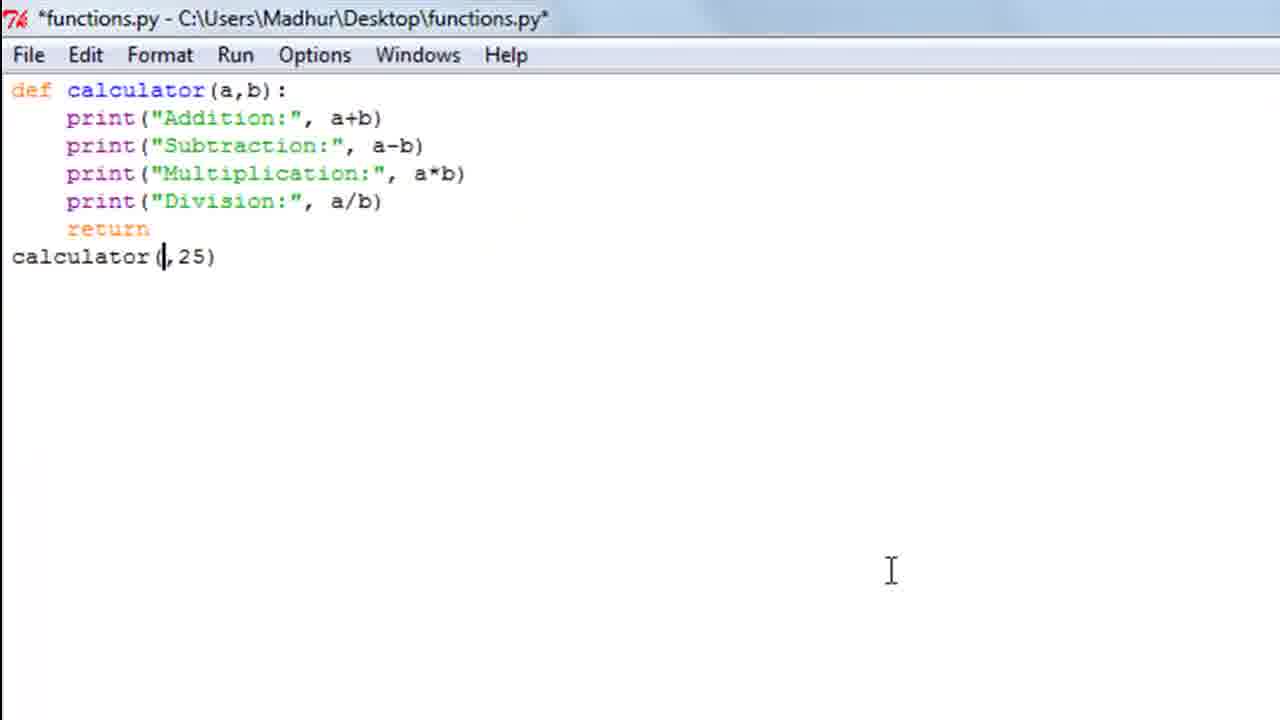 *functions.py - C:\Users\Madhur\Desktop\functions.py*
File Edit Format Run Options Windows Help
def calculator(a,b):
    print("Addition:", a+b)
    print("Subtraction:", a-b)
    print("Multiplication:", a*b)
    print("Division:", a/b)
    return
calculator(,25)